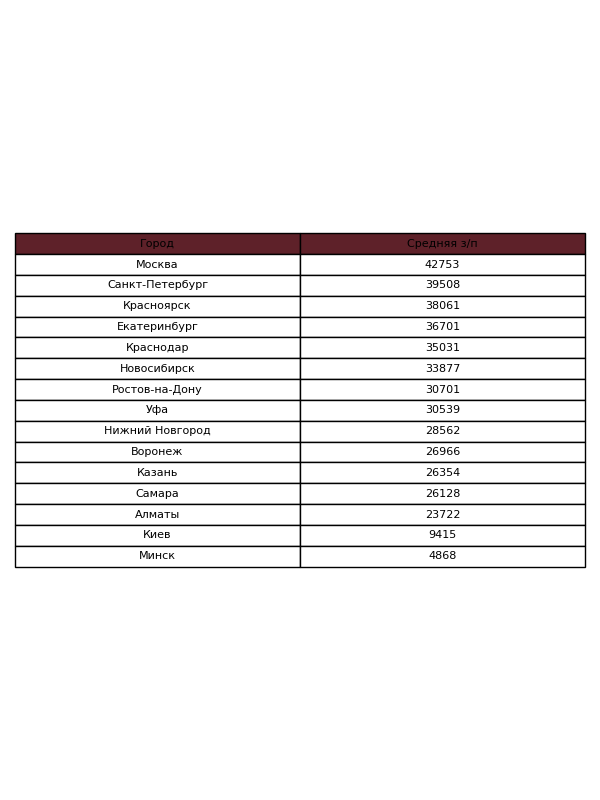 Город Средняя з/п
Москва 42753
Санкт-Петербург 39508
Красноярск 38061
Екатеринбург 36701
Краснодар 35031
Новосибирск 33877
Ростов-на-Дону 30701
Уфа 30539
Нижний Новгород 28562
Воронеж 26966
Казань 26354
Самара 26128
Алматы 23722
Киев 9415
Минск 4868